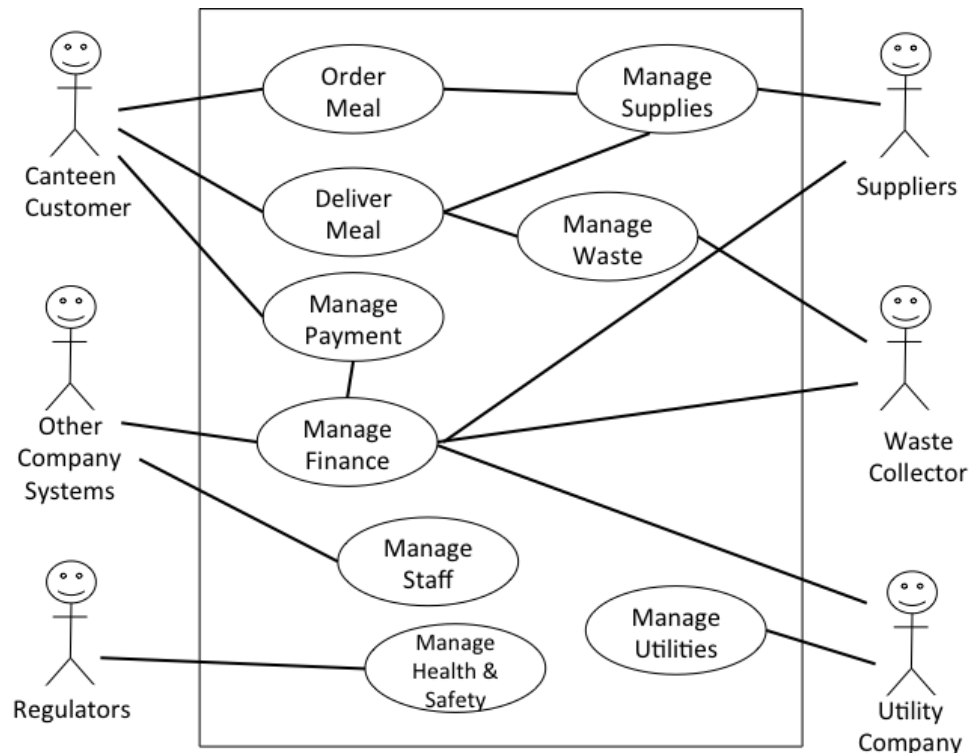 Order
Meal
Manage
Supplies
Canteen
Customer
Deliver
Meal
Manage
Waste
Suppliers
Manage
Payment
Other
Company
Systems
Manage
Finance
Waste
Collector
Manage
Staff
Manage
Utilities
Regulators
Manage
Health &
Safety
Utility
Company